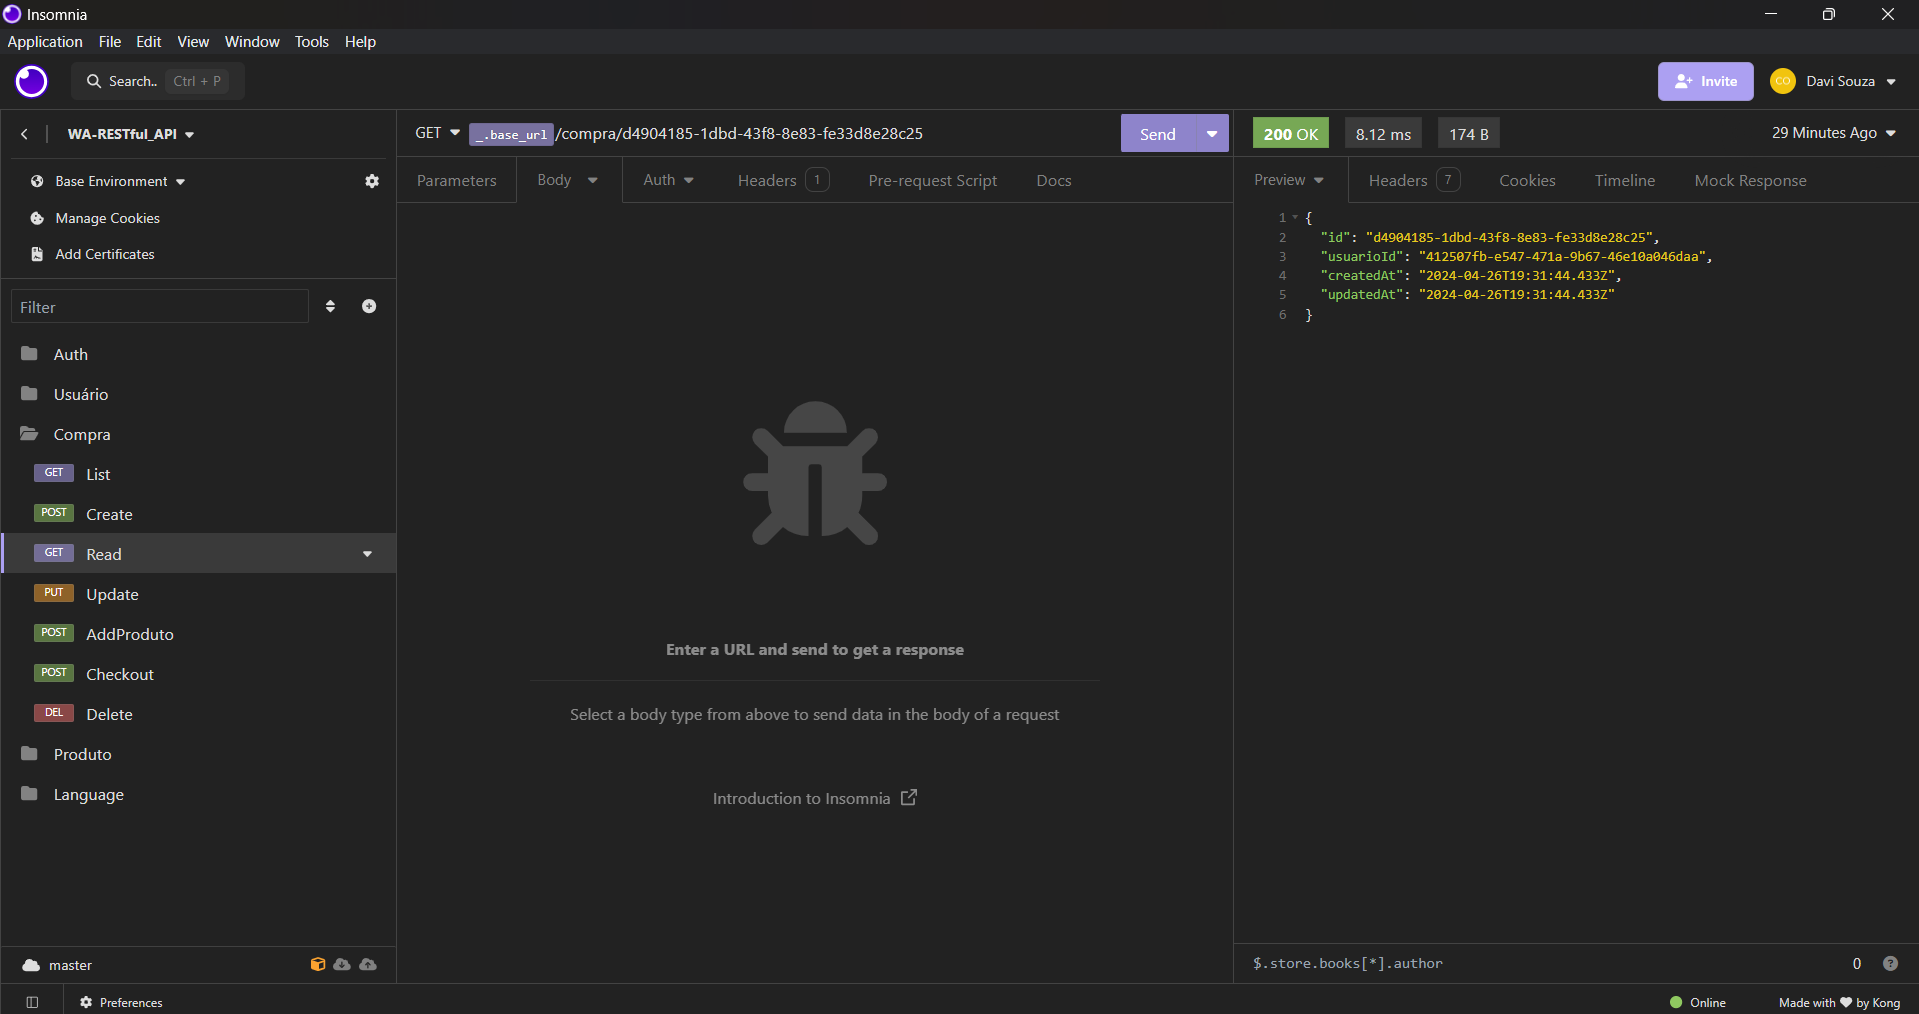 Insomnia
Application File Edit View Window Tools Help
Search.. Ctrl + P
Invite
CO Davi Souza
WA-RESTful_API
Base Environment
Manage Cookies
Add Certificates
Filter
Auth
Usuário
Compra
GET List
POST Create
GET Read
PUT Update
POST AddProduto
POST Checkout
DEL Delete
Produto
Language
master
Preferences
GET _.base_url /compra/d4904185-1dbd-43f8-8e83-fe33d8e28c25 Send
Parameters Body Auth Headers 1 Pre-request Script Docs
Enter a URL and send to get a response
Select a body type from above to send data in the body of a request
Introduction to Insomnia
200 OK 8.12 ms 174 B 29 Minutes Ago
Preview Headers 7 Cookies Timeline Mock Response
1 {
2 "id": "d4904185-1dbd-43f8-8e83-fe33d8e28c25",
3 "usuarioId": "412507fb-e547-471a-9b67-46e10a046daa",
4 "createdAt": "2024-04-26T19:31:44.433Z",
5 "updatedAt": "2024-04-26T19:31:44.433Z"
6 }
$.store.books[*].author 0 ?
Online Made with ♥ by Kong